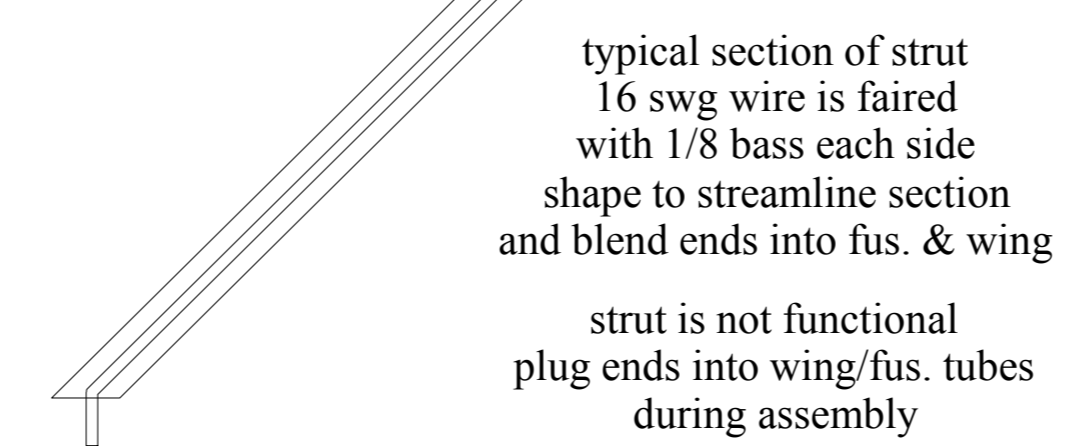 typical section of strut
16 swg wire is faired
with 1/8 bass each side
shape to streamline section
and blend ends into fus. & wing
strut is not functional
plug ends into wing/fus. tubes
during assembly